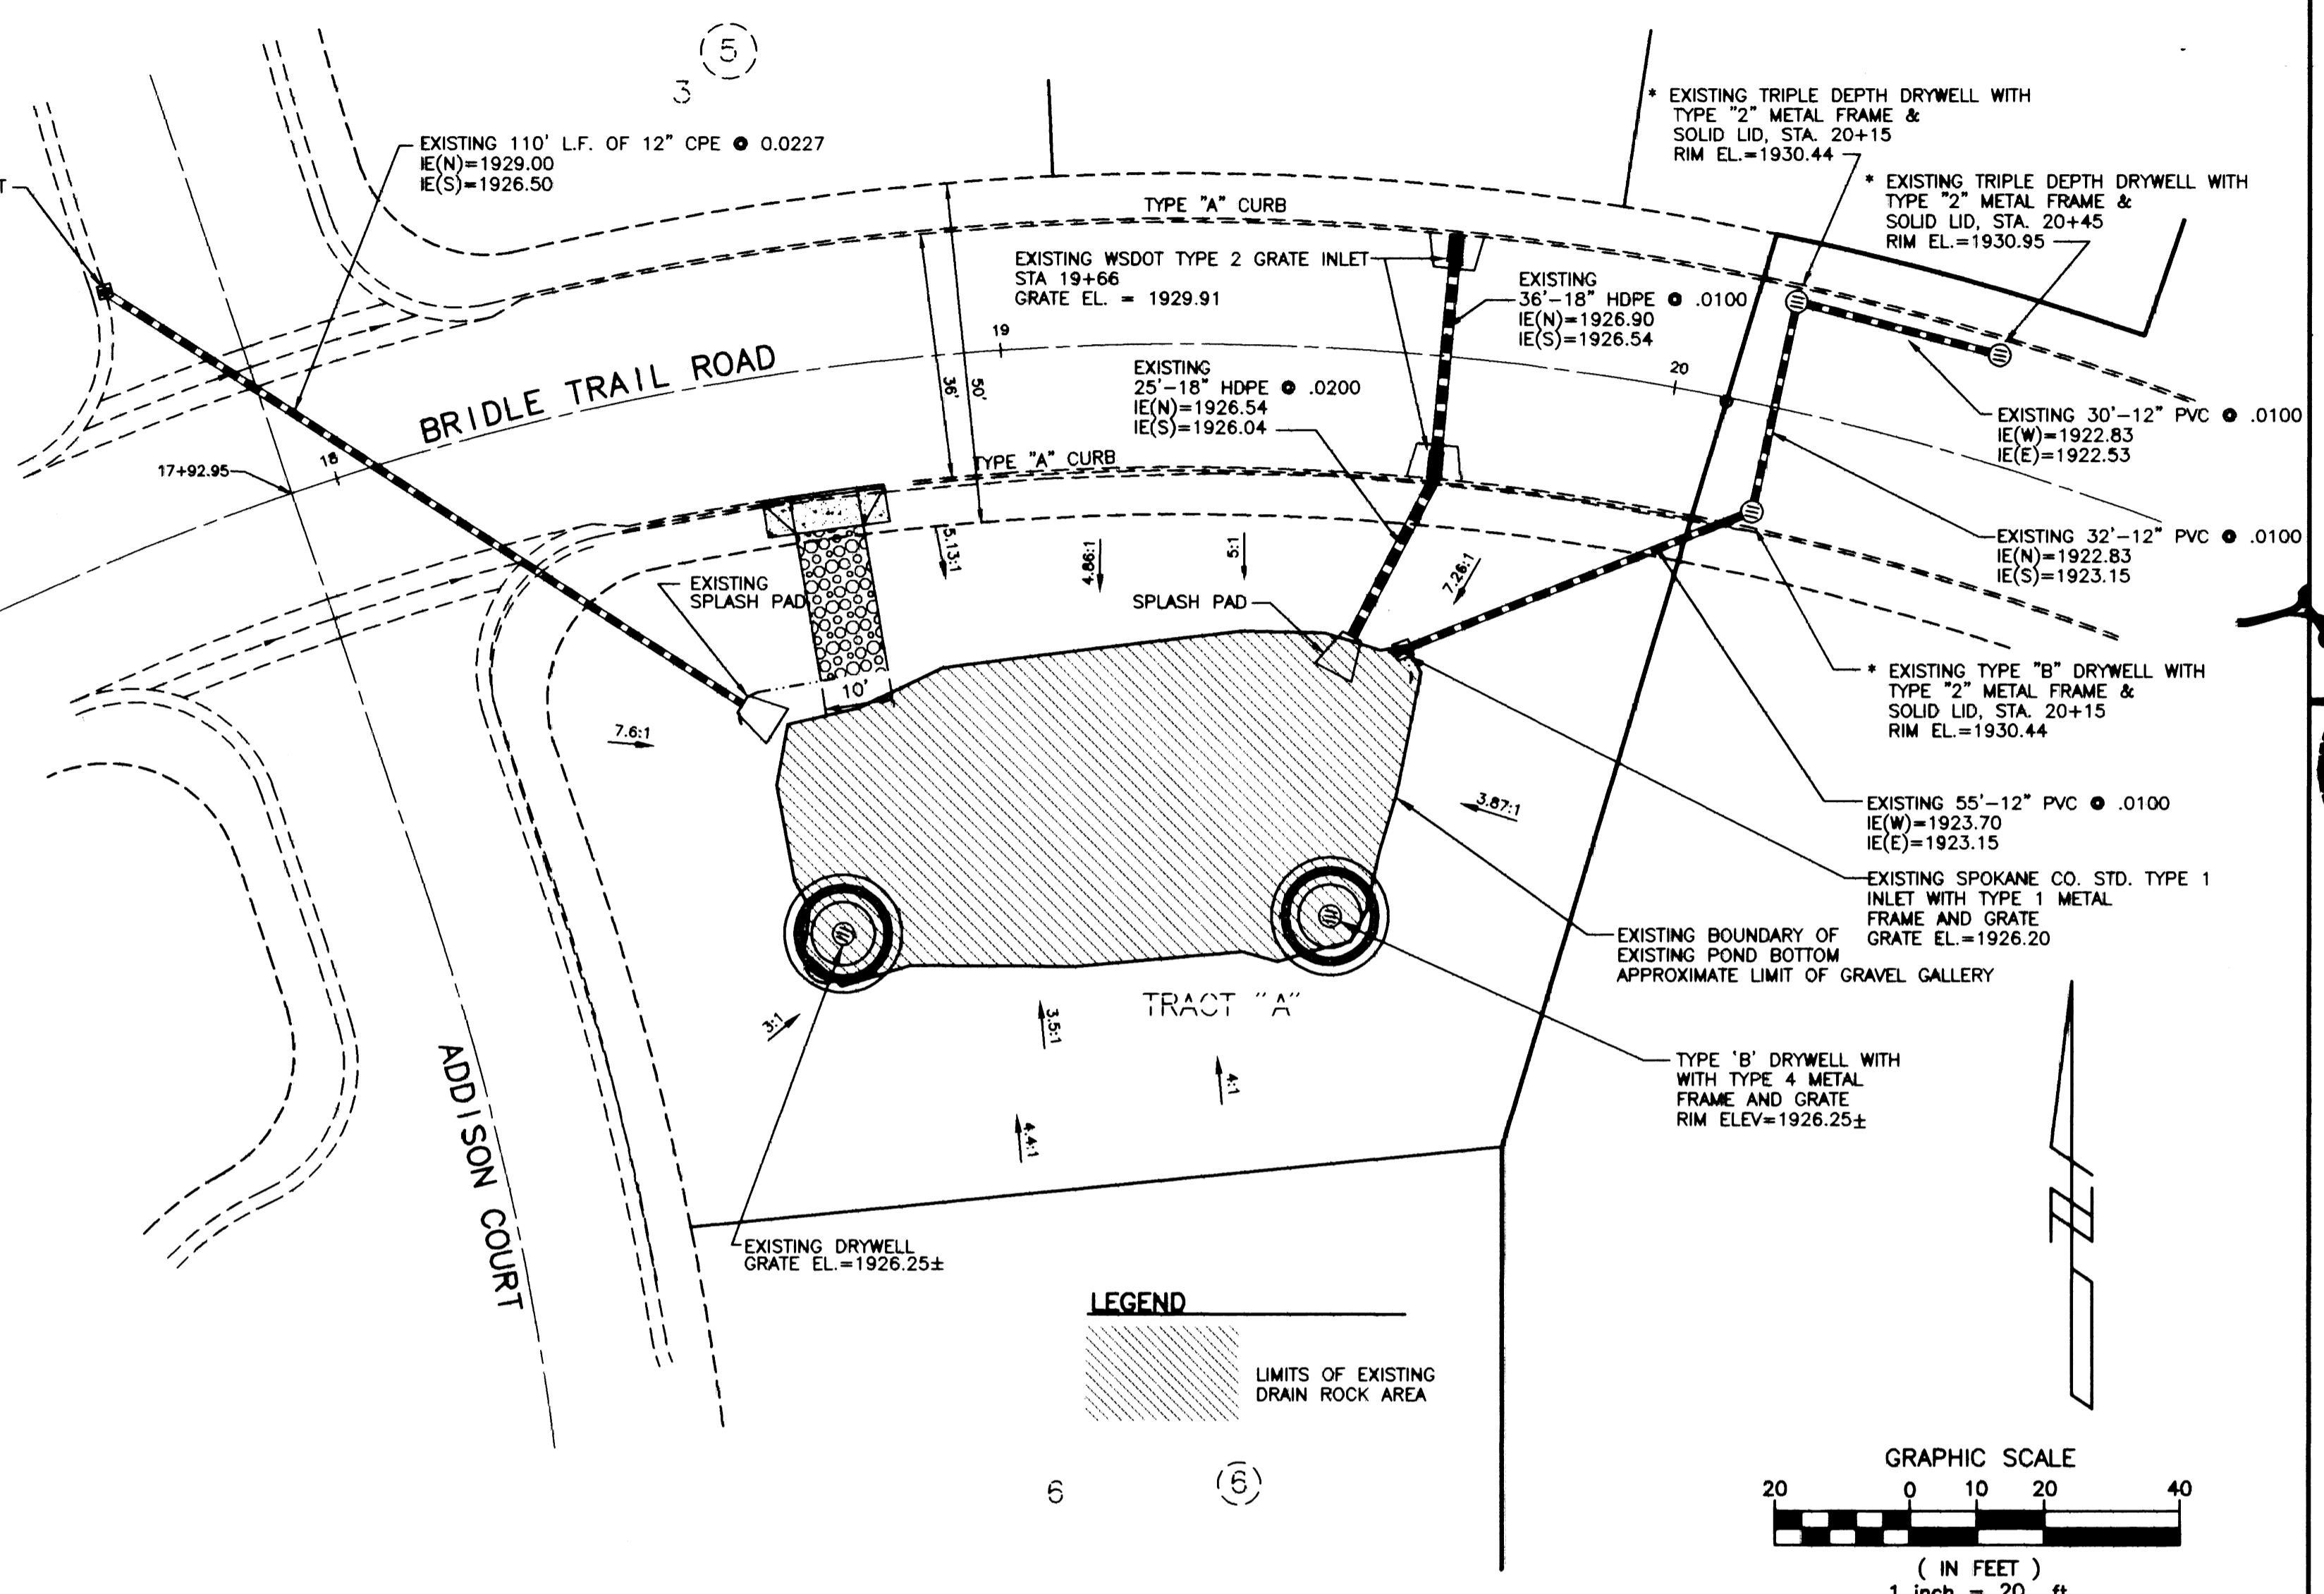 5
3
EXISTING 110' L.F. OF 12" CPE @ 0.0227
IE(N)=1929.00
IE(S)=1926.50
T
* EXISTING TRIPLE DEPTH DRYWELL WITH
TYPE "2" METAL FRAME &
SOLID LID, STA. 20+15
RIM EL.=1930.44
* EXISTING TRIPLE DEPTH DRYWELL WITH
TYPE "2" METAL FRAME &
SOLID LID, STA. 20+45
RIM EL.=1930.95
TYPE "A" CURB
EXISTING WSDOT TYPE 2 GRATE INLET
STA 19+66
GRATE EL. = 1929.91
EXISTING
36'-18" HDPE @ .0100
IE(N)=1926.90
IE(S)=1926.54
19
BRIDLE TRAIL ROAD
36'
50'
EXISTING
25'-18" HDPE @ .0200
IE(N)=1926.54
IE(S)=1926.04
20
EXISTING 30'-12" PVC @ .0100
IE(W)=1922.83
IE(E)=1922.53
17+92.95
18
TYPE "A" CURB
EXISTING 32'-12" PVC @ .0100
IE(N)=1922.83
IE(S)=1923.15
5.13:1
4.86:1
5:1
7.26:1
EXISTING
SPLASH PAD
SPLASH PAD
10'
7.6:1
* EXISTING TYPE "B" DRYWELL WITH
TYPE "2" METAL FRAME &
SOLID LID, STA. 20+15
RIM EL.=1930.44
3.87:1
EXISTING 55'-12" PVC @ .0100
IE(W)=1923.70
IE(E)=1923.15
EXISTING SPOKANE CO. STD. TYPE 1
INLET WITH TYPE 1 METAL
FRAME AND GRATE
GRATE EL.=1926.20
EXISTING BOUNDARY OF
EXISTING POND BOTTOM
APPROXIMATE LIMIT OF GRAVEL GALLERY
TRACT "A"
3:1
3.5:1
4:1
4.4:1
TYPE 'B' DRYWELL WITH
WITH TYPE 4 METAL
FRAME AND GRATE
RIM ELEV=1926.25±
ADDISON COURT
EXISTING DRYWELL
GRATE EL.=1926.25±
LEGEND
LIMITS OF EXISTING
DRAIN ROCK AREA
N
6
6
GRAPHIC SCALE
20 0 10 20 40
( IN FEET )
1 inch = 20 ft.